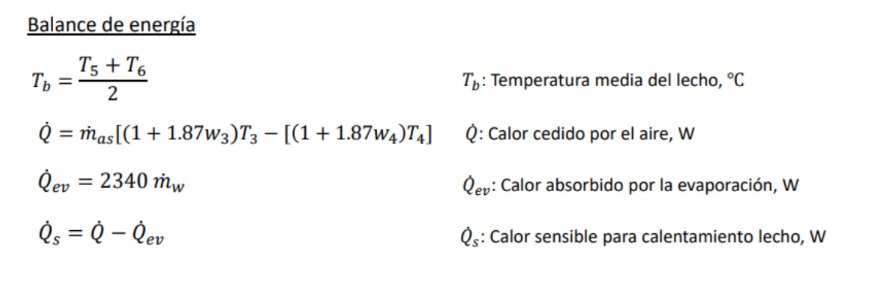 Balance de energía
T_b = (T_5 + T_6)/2 T_b: Temperatura media del lecho, °C
Q̇ = ṁ_as[(1 + 1.87w_3)T_3 − [(1 + 1.87w_4)T_4] Q̇: Calor cedido por el aire, W
Q̇_ev = 2340 ṁ_w Q̇_ev: Calor absorbido por la evaporación, W
Q̇_s = Q̇ − Q̇_ev Q̇_s: Calor sensible para calentamiento lecho, W